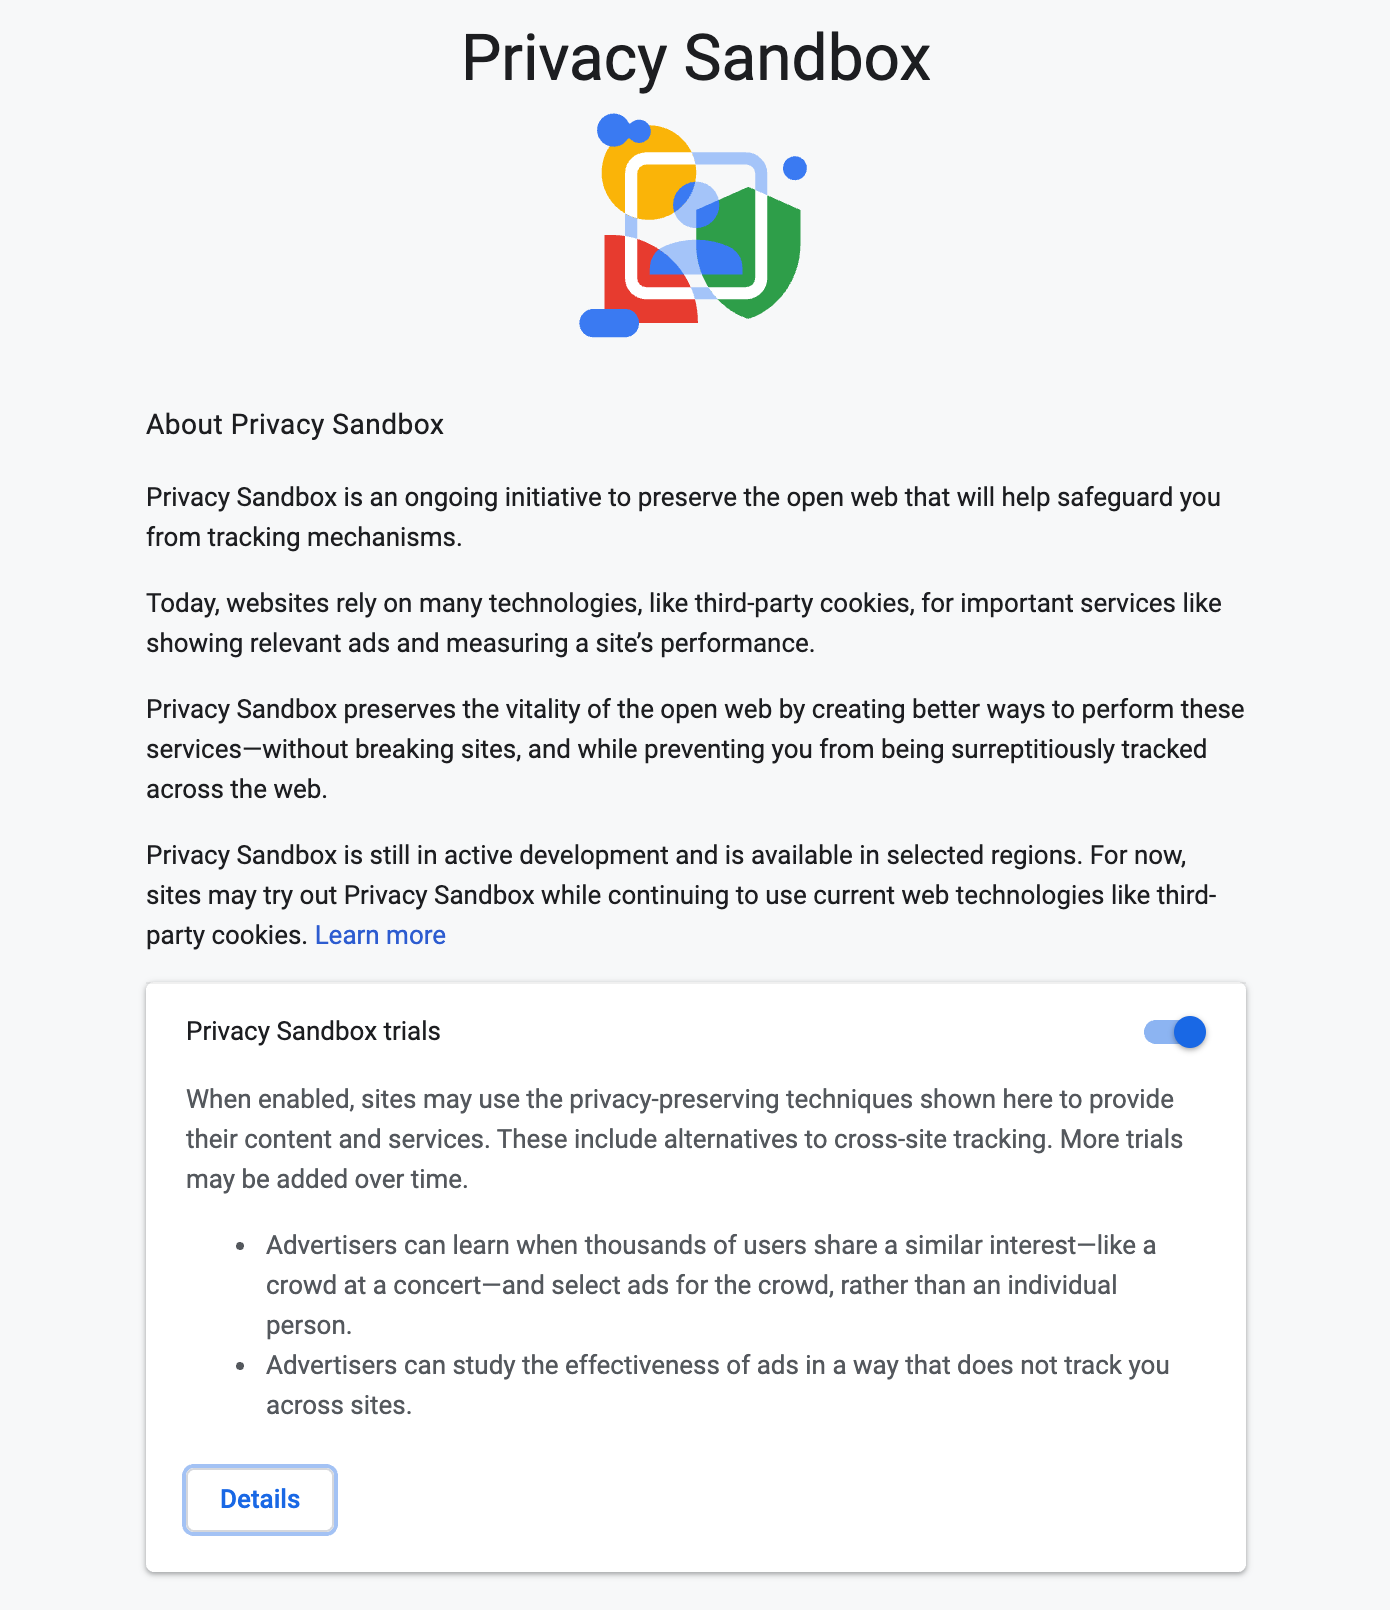 Privacy Sandbox
About Privacy Sandbox
Privacy Sandbox is an ongoing initiative to preserve the open web that will help safeguard you
from tracking mechanisms.
Today, websites rely on many technologies, like third-party cookies, for important services like
showing relevant ads and measuring a site’s performance.
Privacy Sandbox preserves the vitality of the open web by creating better ways to perform these
services—without breaking sites, and while preventing you from being surreptitiously tracked
across the web.
Privacy Sandbox is still in active development and is available in selected regions. For now,
sites may try out Privacy Sandbox while continuing to use current web technologies like third-
party cookies. Learn more
Privacy Sandbox trials
When enabled, sites may use the privacy-preserving techniques shown here to provide
their content and services. These include alternatives to cross-site tracking. More trials
may be added over time.
• Advertisers can learn when thousands of users share a similar interest—like a
crowd at a concert—and select ads for the crowd, rather than an individual
person.
• Advertisers can study the effectiveness of ads in a way that does not track you
across sites.
Details